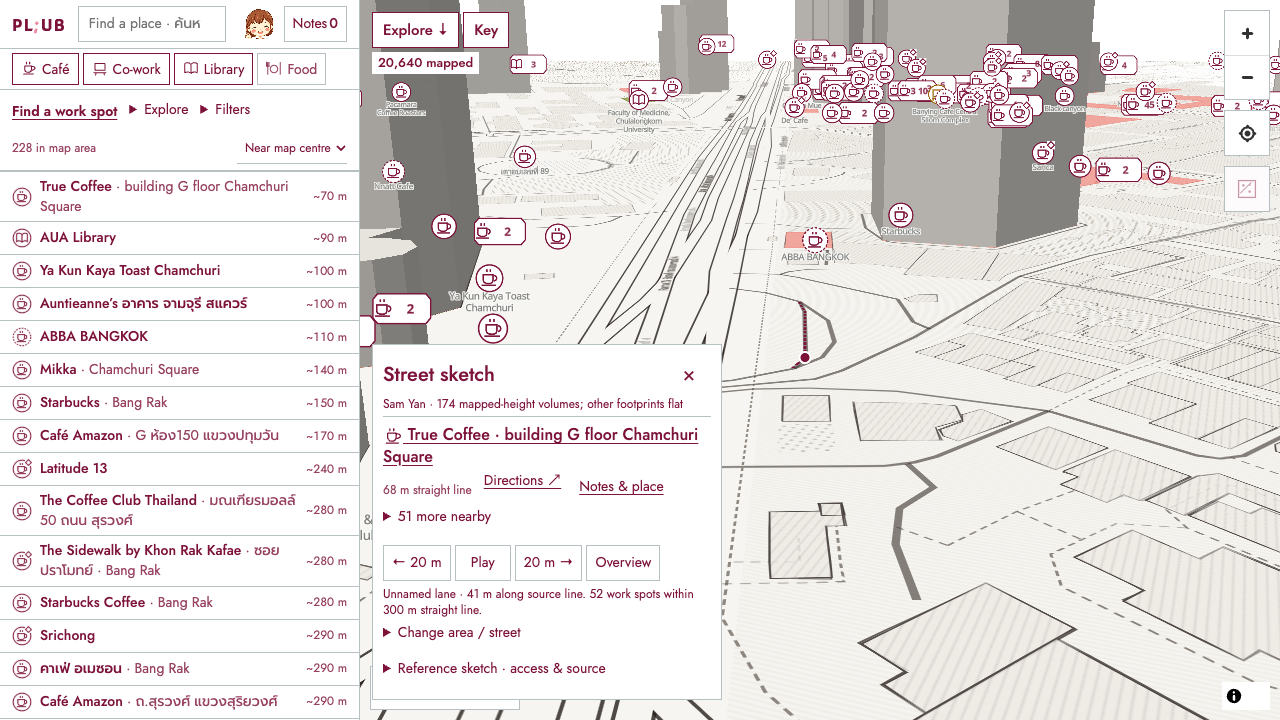 PLUB
Find a place · ค้นห
Notes 0
Café
Co-work
Library
Food
Find a work spot
Explore
Filters
228 in map area
Near map centre
True Coffee · building G floor Chamchuri
Square
~70 m
AUA Library
~90 m
Ya Kun Kaya Toast Chamchuri
~100 m
Auntieanne's อาคาร จามจุรี สแควร์
~100 m
ABBA BANGKOK
~110 m
Mikka · Chamchuri Square
~140 m
Starbucks · Bang Rak
~150 m
Café Amazon · G ห้อง150 แขวงปทุมวัน
~170 m
Latitude 13
~240 m
The Coffee Club Thailand · มณเฑียรมอลล์
50 ถนน สุรวงศ์
~280 m
The Sidewalk by Khon Rak Kafae · ซอย
ปราโมทย์ · Bang Rak
~280 m
Starbucks Coffee · Bang Rak
~280 m
Srichong
~290 m
คาเฟ่ อเมซอน · Bang Rak
~290 m
Café Amazon · ถ.สุรวงศ์ แขวงสุริยวงศ์
~290 m
Explore ↓
Key
20,640 mapped
12
3
2
4
Pacamara
Coffee Roasters
Faculty of Medicine,
Chulalongkorn
University
De' Cafe
Black canyon
45
Sarnies
2
Starbucks
ABBA BANGKOK
2
Ya Kun Kaya Toast
Chamchuri
2
Street sketch
×
Sam Yan · 174 mapped-height volumes; other footprints flat
True Coffee · building G floor Chamchuri
Square
68 m straight line
Directions ↗
Notes & place
51 more nearby
← 20 m
Play
20 m →
Overview
Unnamed lane · 41 m along source line. 52 work spots within
300 m straight line.
Change area / street
Reference sketch · access & source